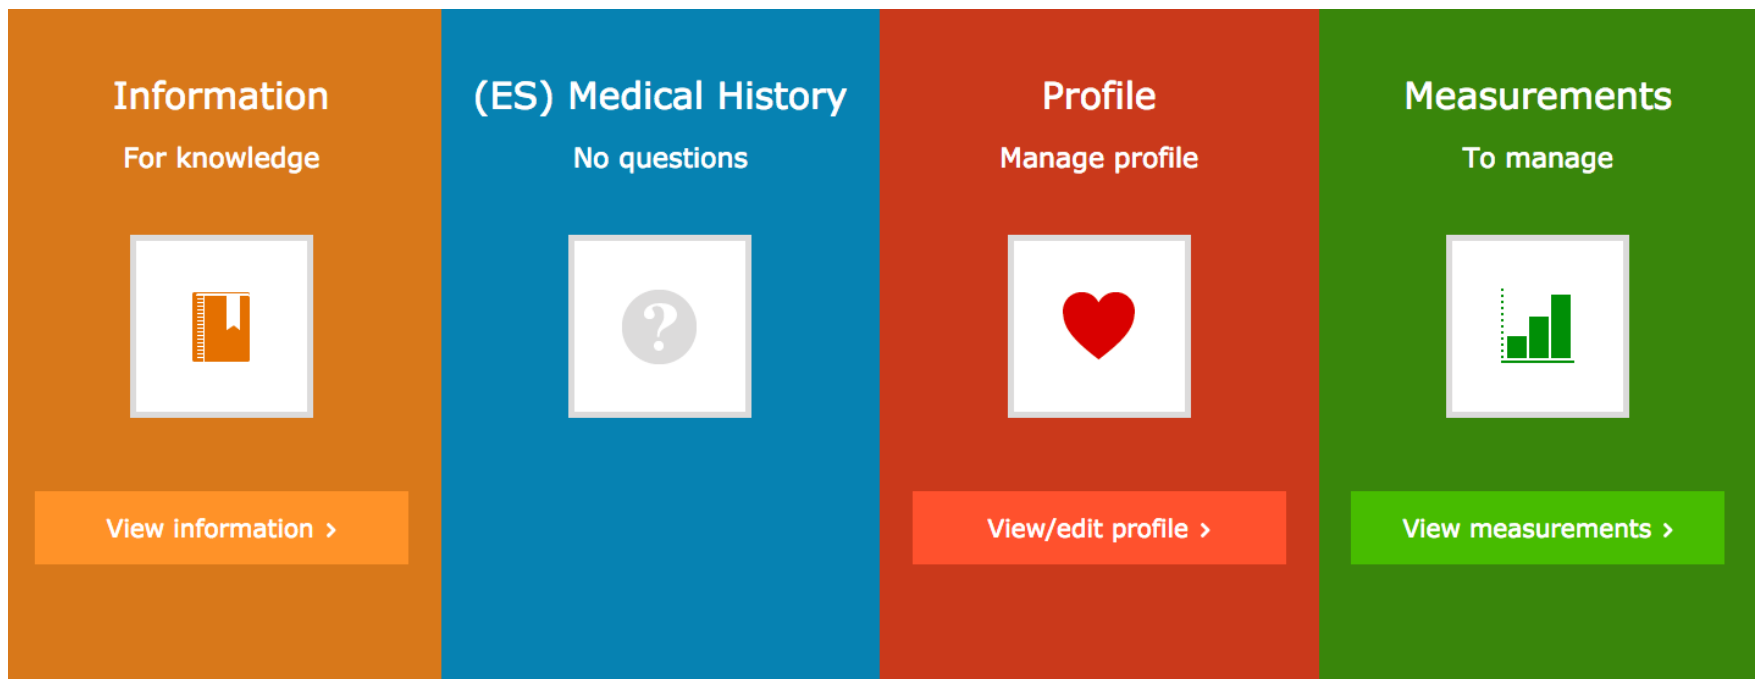 Information
For knowledge
View information ›
(ES) Medical History
No questions
?
Profile
Manage profile
View/edit profile ›
Measurements
To manage
View measurements ›